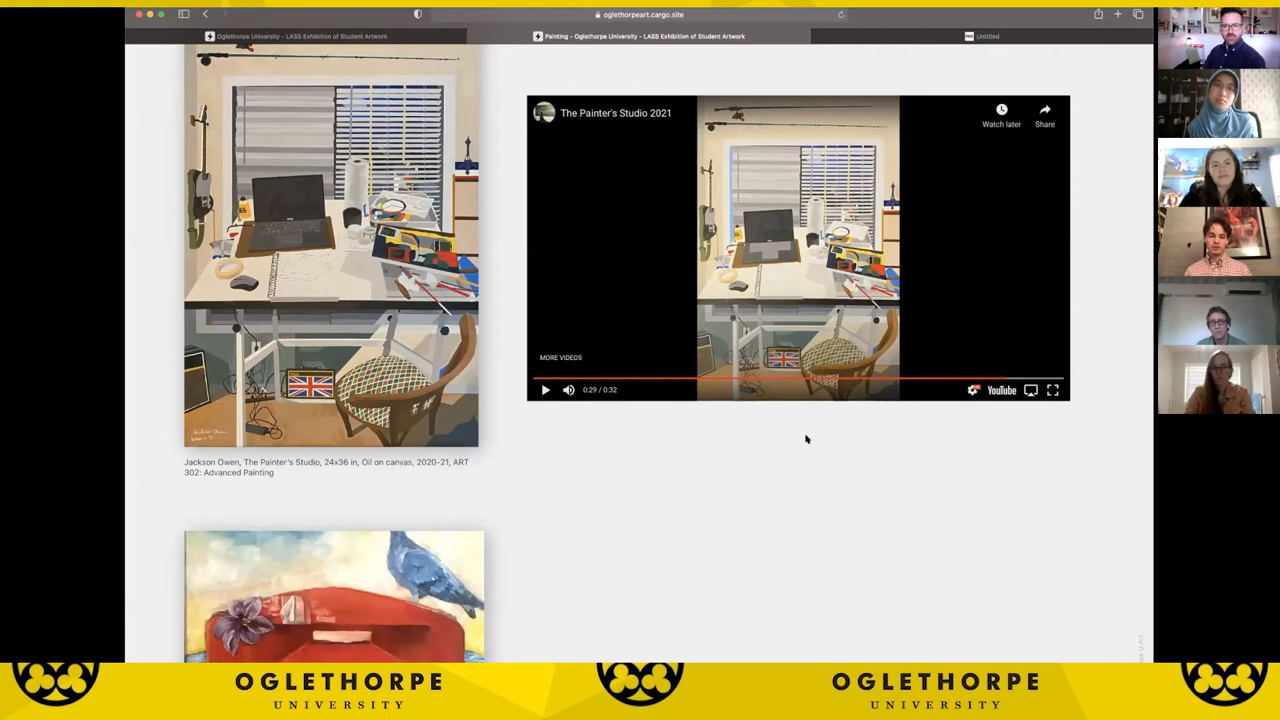 oglethorpeart.cargo.site
Oglethorpe University - LASS Exhibition of Student Artwork
Painting - Oglethorpe University - LASS Exhibition of Student Artwork
Untitled
The Painter's Studio 2021
Watch later
Share
MORE VIDEOS
0:29 / 0:32
YouTube
Jackson Owen, The Painter's Studio, 24x36 in, Oil on canvas, 2020-21, ART
302: Advanced Painting
OGLETHORPE
UNIVERSITY
OGLETHORPE
UNIVERSITY